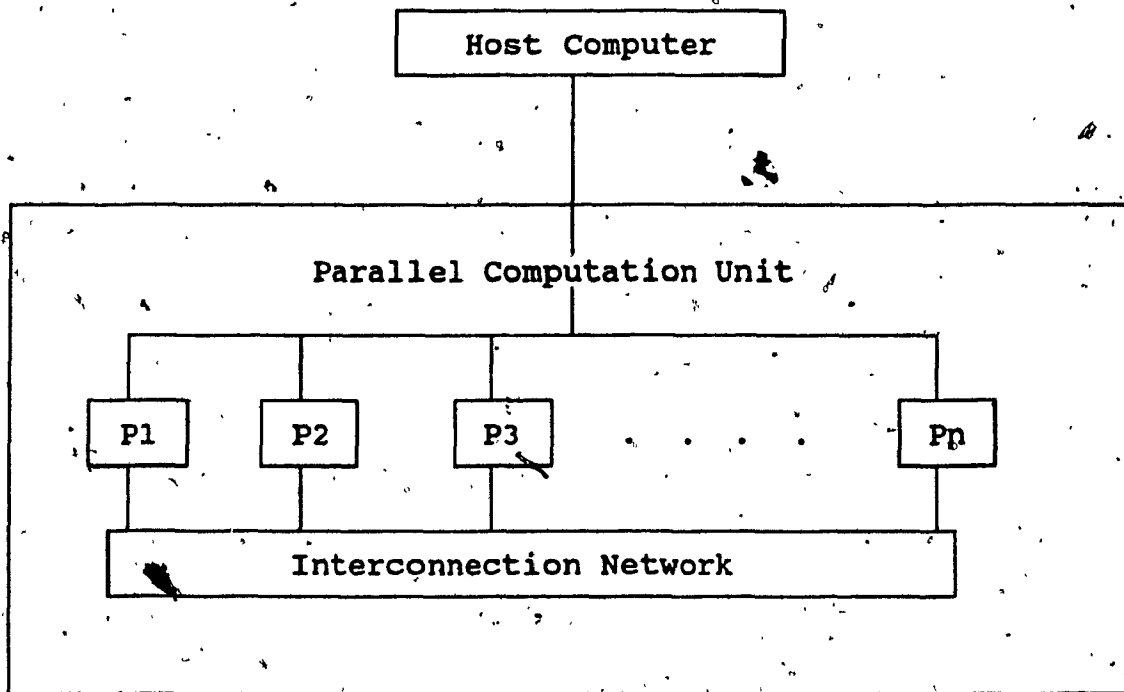 Host Computer
Parallel Computation Unit
P1 P2 P3 . . . . Pn
Interconnection Network